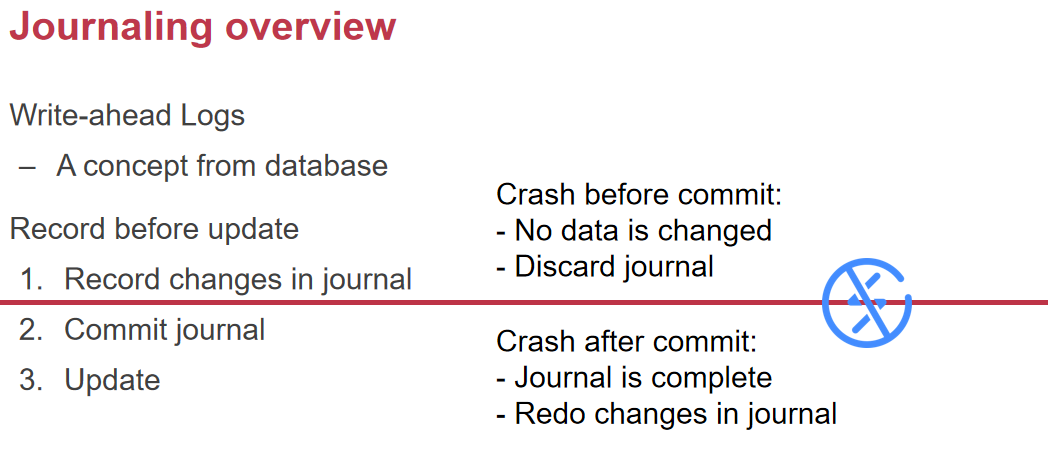 Journaling overview
Write-ahead Logs
– A concept from database
Record before update
1. Record changes in journal
2. Commit journal
3. Update
Crash before commit:
- No data is changed
- Discard journal
Crash after commit:
- Journal is complete
- Redo changes in journal